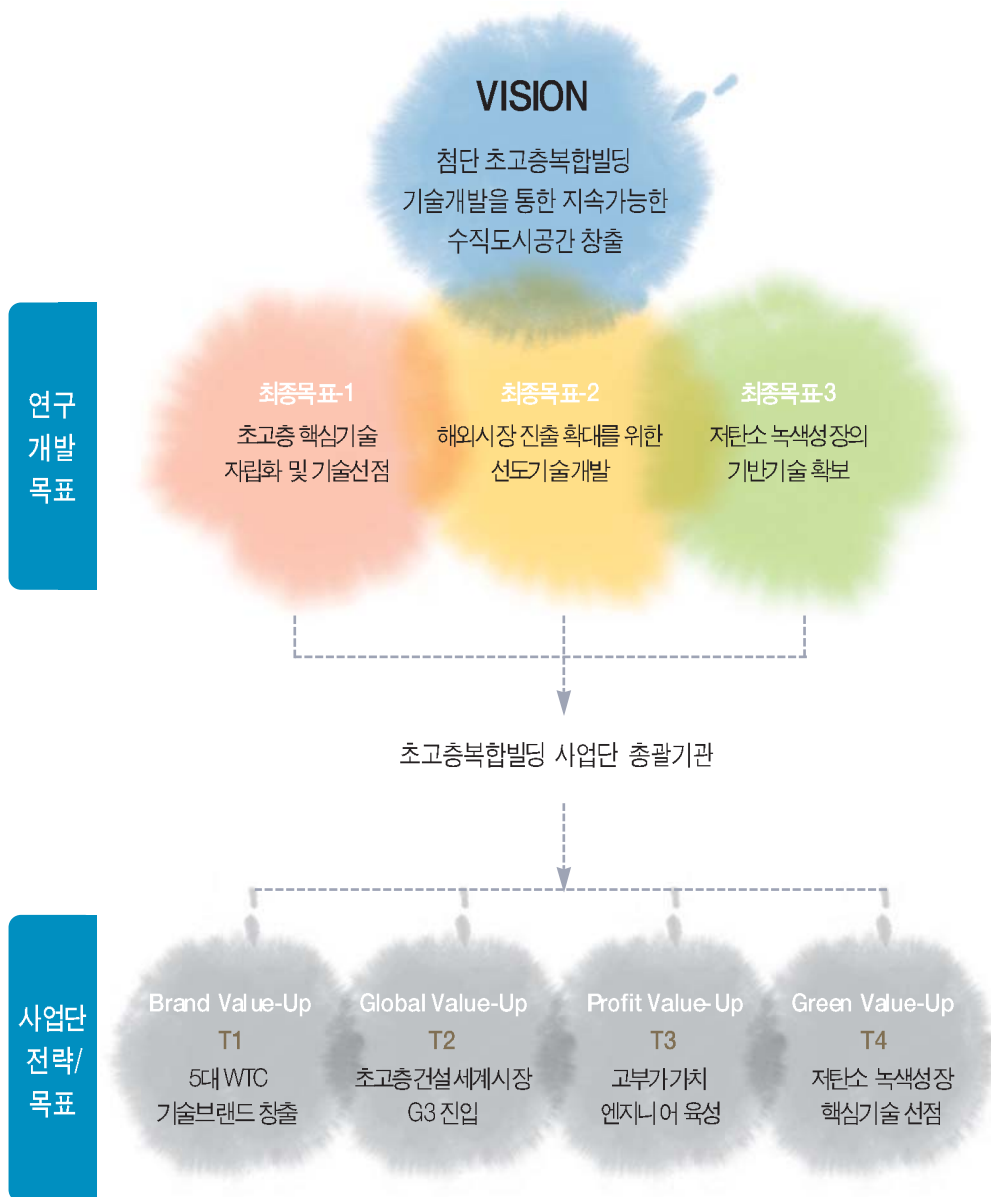 VISION
첨단 초고층복합빌딩
기술개발을 통한 지속가능한
수직도시공간 창출
연구
개발
목표
최종목표-1
초고층 핵심기술
자립화 및 기술선점
최종목표-2
해외시장 진출 확대를 위한
선도기술개발
최종목표-3
저탄소 녹색성장의
기반기술 확보
초고층복합빌딩 사업단 총괄기관
사업단
전략/
목표
Brand Value-Up
T1
5대 WTC
기술브랜드 창출
Global Value-Up
T2
초고층건설 세계시장
G3 진입
Profit Value-Up
T3
고부가가치
엔지니어 육성
Green Value-Up
T4
저탄소 녹색성장
핵심기술 선점